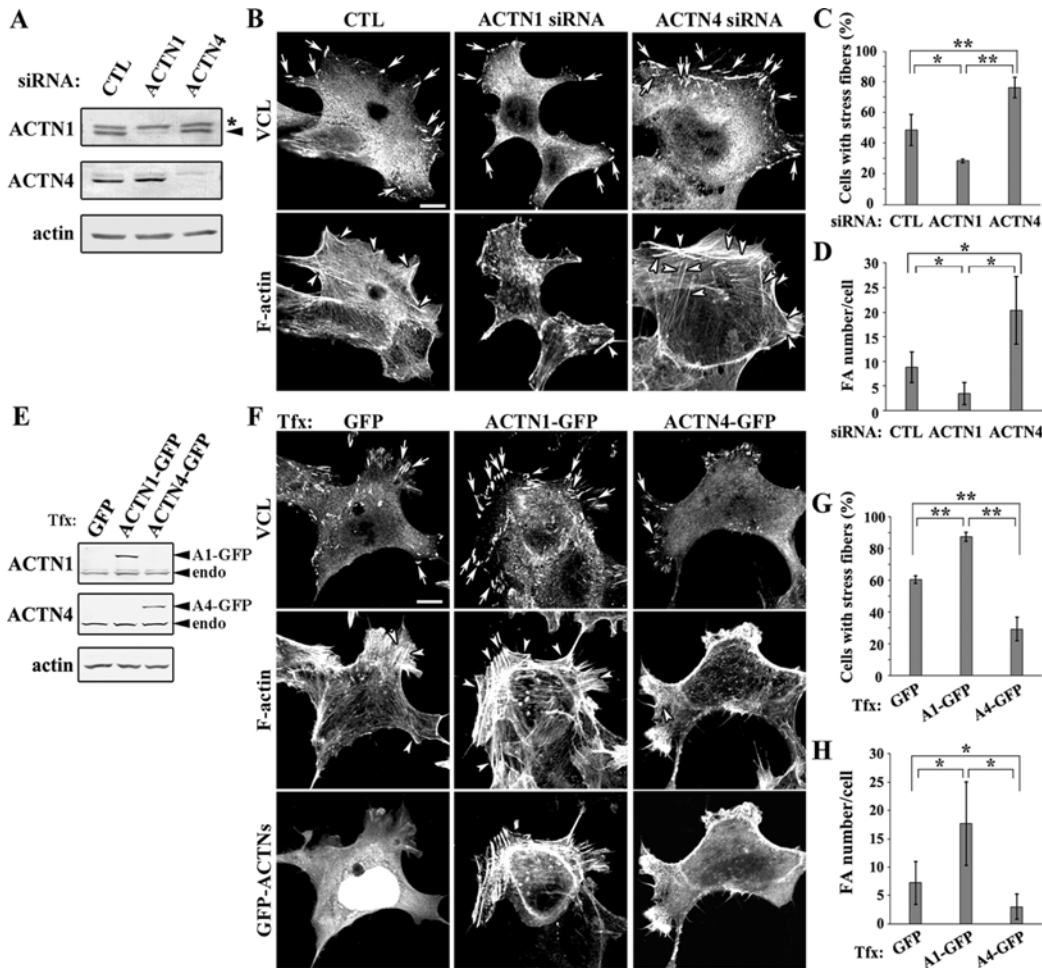 A
siRNA:
CTL
ACTN1
ACTN4
ACTN1
*
ACTN4
actin
B
CTL
ACTN1 siRNA
ACTN4 siRNA
VCL
F-actin
C
Cells with stress fibers (%)
100
80
60
40
20
0
**
* **
siRNA: CTL ACTN1 ACTN4
D
FA number/cell
30
25
20
15
10
5
0
*
* *
siRNA: CTL ACTN1 ACTN4
E
Tfx:
GFP
ACTN1-GFP
ACTN4-GFP
ACTN1
A1-GFP
endo
ACTN4
A4-GFP
endo
actin
F
Tfx: GFP
ACTN1-GFP
ACTN4-GFP
VCL
F-actin
GFP-ACTNs
G
Cells with stress fibers (%)
100
80
60
40
20
0
**
** **
Tfx: GFP A1-GFP A4-GFP
H
FA number/cell
30
25
20
15
10
5
0
*
* *
Tfx: GFP A1-GFP A4-GFP